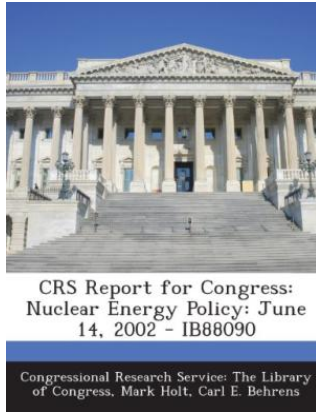 CRS Report for Congress:
Nuclear Energy Policy: June
14, 2002 - IB88090
Congressional Research Service: The Library
of Congress, Mark Holt, Carl E. Behrens